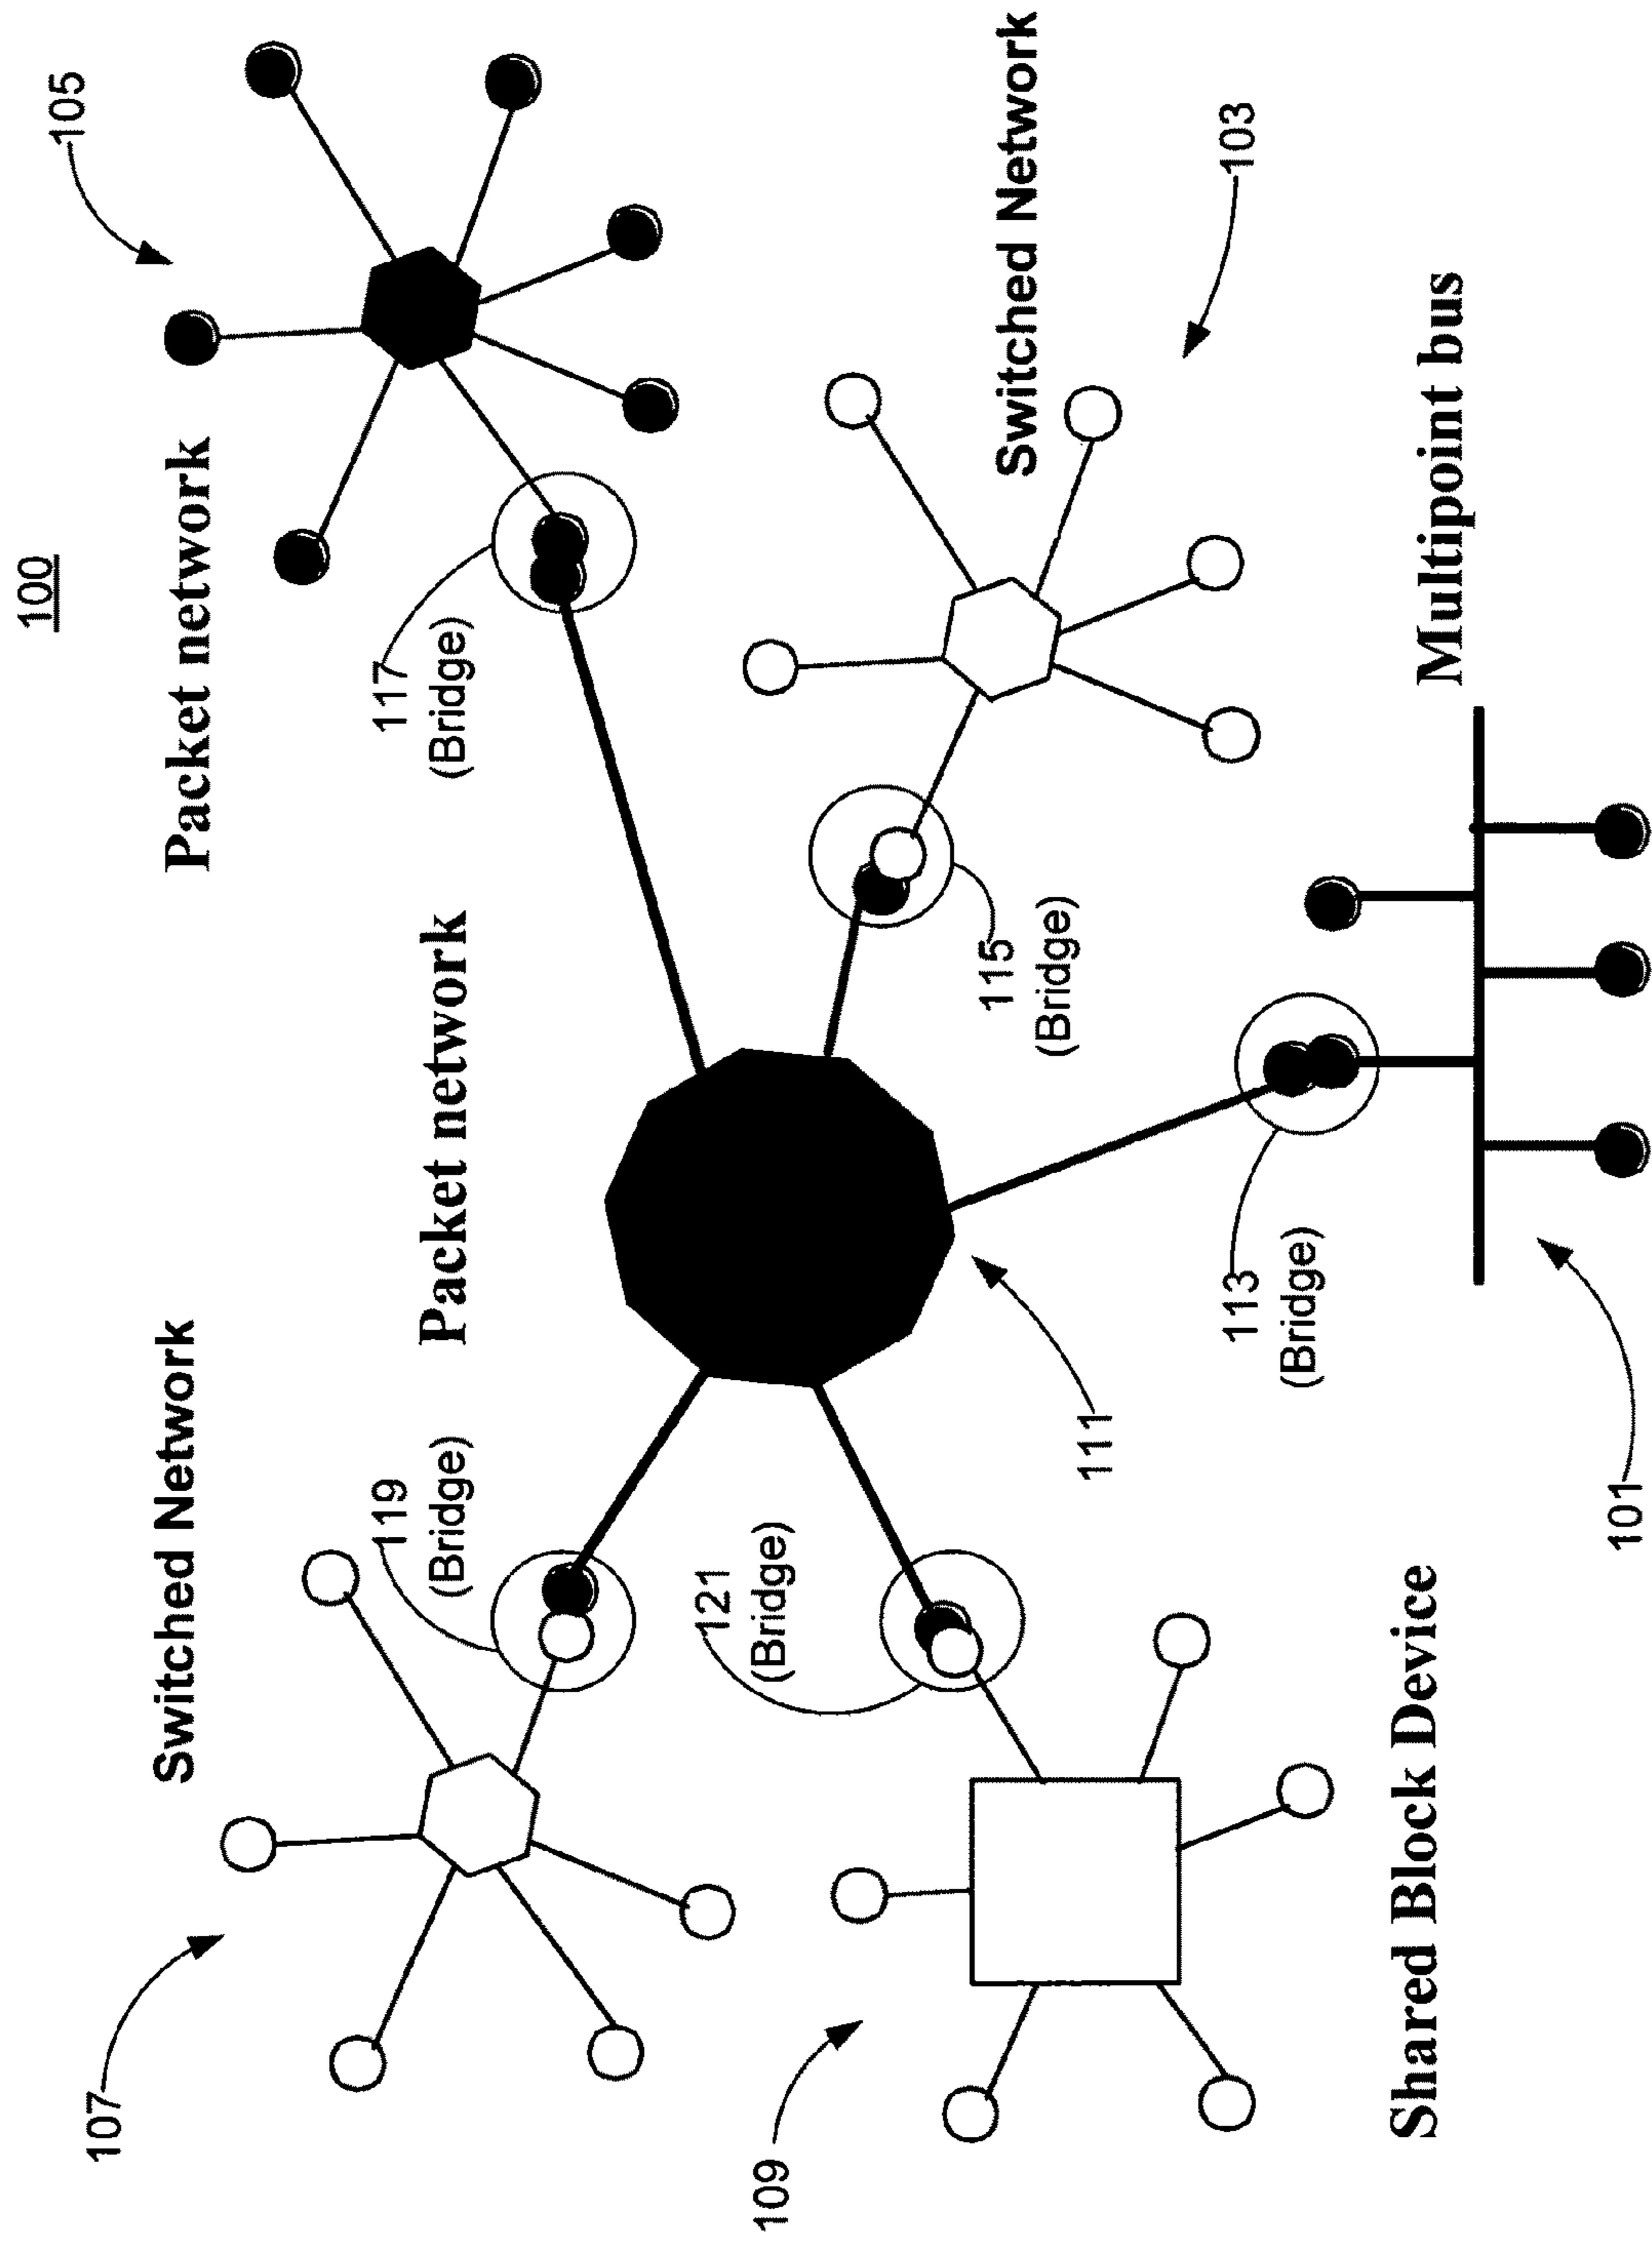 100
Packet network
105
117
(Bridge)
Switched Network
103
115
(Bridge)
Multipoint bus
Packet network
111
113
(Bridge)
101
Switched Network
119
(Bridge)
107
121
(Bridge)
109
Shared Block Device